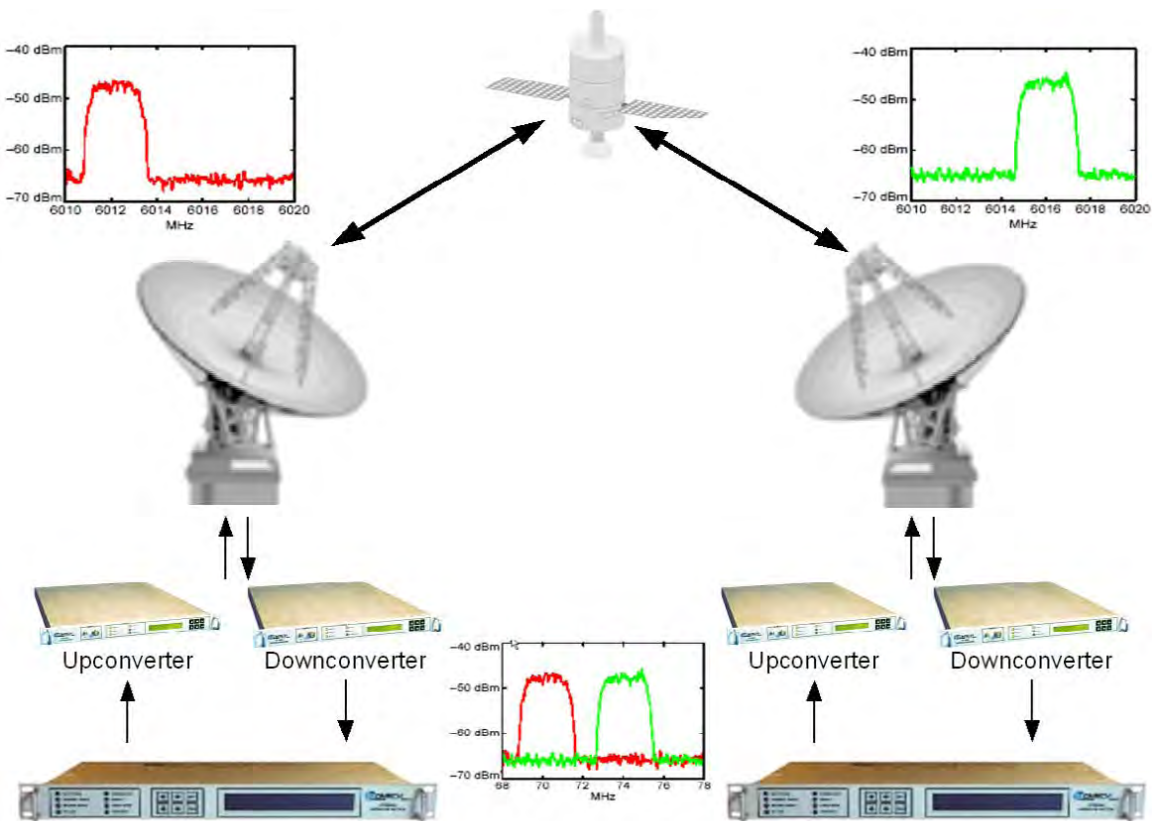 −40 dBm
−50 dBm
−60 dBm
−70 dBm
6010 6012 6014 6016 6018 6020
MHz
−40 dBm
−50 dBm
−60 dBm
−70 dBm
6010 6012 6014 6016 6018 6020
MHz
Upconverter
Downconverter
−40 dBm
−50 dBm
−60 dBm
−70 dBm
68 70 72 74 76 78
MHz
Upconverter
Downconverter